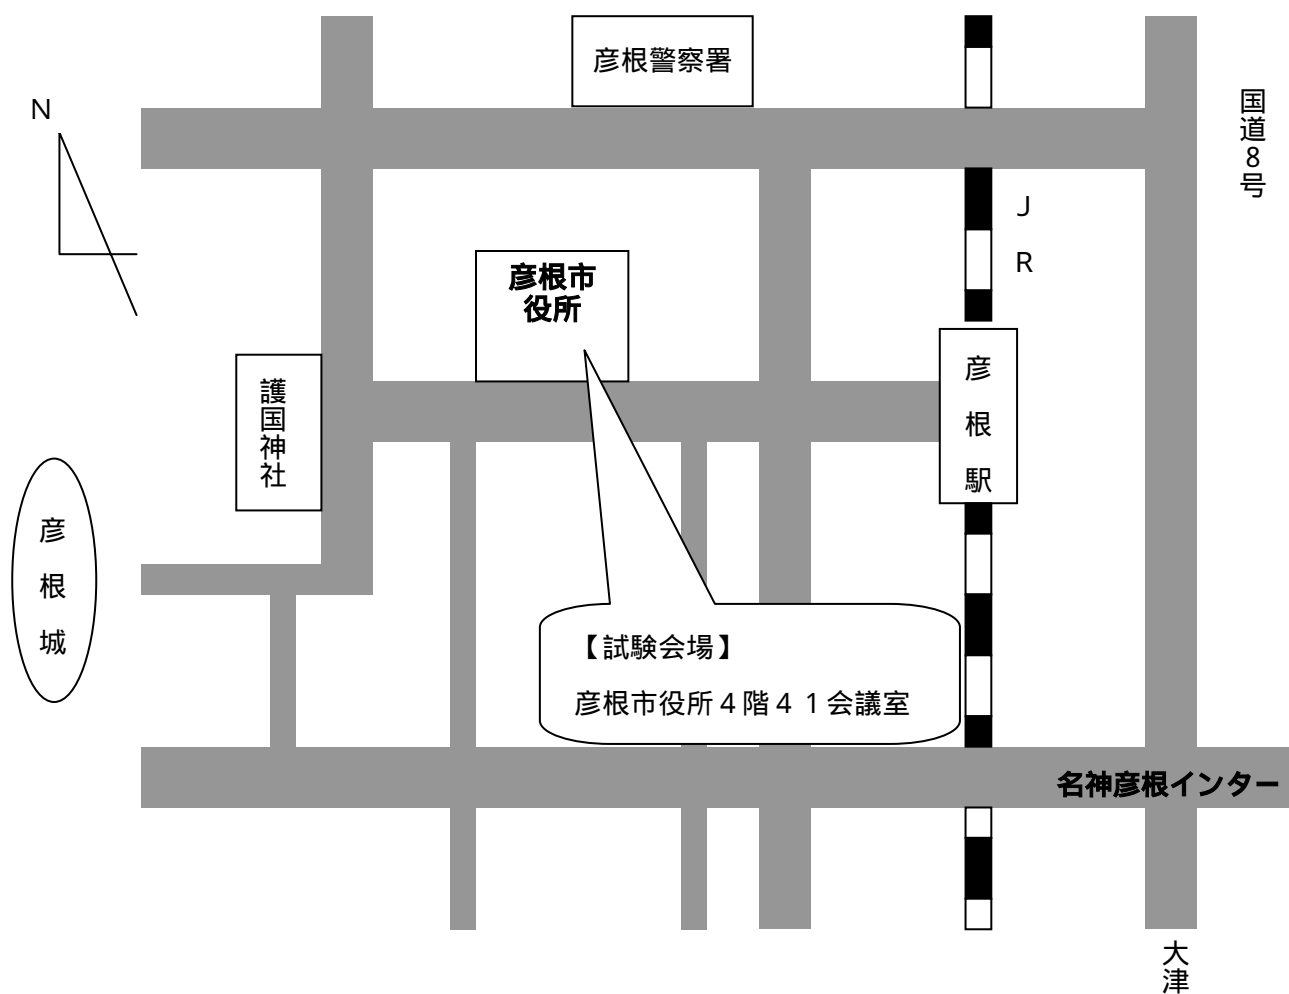 彦根警察署
N
国道8号
JR
彦根市
役所
彦根駅
護国神社
彦根城
【試験会場】
彦根市役所4階41会議室
名神彦根インター
大津